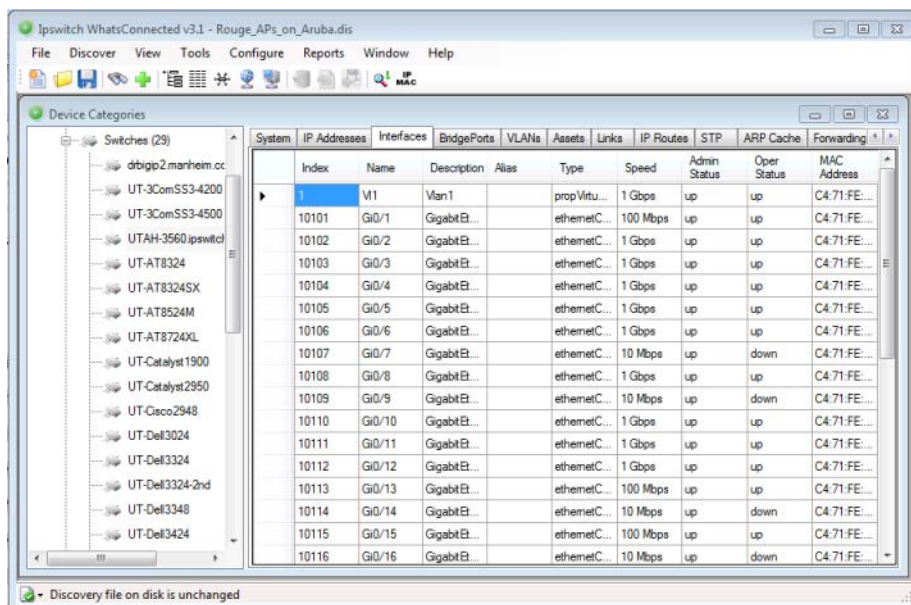 Ipswitch WhatsConnected v3.1 - Rouge_APs_on_Aruba.dis
File Discover View Tools Configure Reports Window Help
IP MAC
Device Categories
Switches (29)
drbigip2.manheim.cc
UT-3ComSS3-4200
UT-3ComSS3-4500
UTAH-3560.ipswitcl
UT-AT8324
UT-AT8324SX
UT-AT8524M
UT-AT8724XL
UT-Catalyst1900
UT-Catalyst2950
UT-Cisco2948
UT-Dell3024
UT-Dell3324
UT-Dell3324-2nd
UT-Dell3348
UT-Dell3424
System IP Addresses Interfaces BridgePorts VLANs Assets Links IP Routes STP ARP Cache Forwarding
Index Name Description Alias Type Speed Admin Status Oper Status MAC Address
1 Vl1 Vlan1 propVirtu... 1 Gbps up up C4:71:FE:...
10101 Gi0/1 GigabitEt... ethernetC... 100 Mbps up up C4:71:FE:...
10102 Gi0/2 GigabitEt... ethernetC... 1 Gbps up up C4:71:FE:...
10103 Gi0/3 GigabitEt... ethernetC... 1 Gbps up up C4:71:FE:...
10104 Gi0/4 GigabitEt... ethernetC... 1 Gbps up up C4:71:FE:...
10105 Gi0/5 GigabitEt... ethernetC... 1 Gbps up up C4:71:FE:...
10106 Gi0/6 GigabitEt... ethernetC... 1 Gbps up up C4:71:FE:...
10107 Gi0/7 GigabitEt... ethernetC... 10 Mbps up down C4:71:FE:...
10108 Gi0/8 GigabitEt... ethernetC... 1 Gbps up up C4:71:FE:...
10109 Gi0/9 GigabitEt... ethernetC... 10 Mbps up down C4:71:FE:...
10110 Gi0/10 GigabitEt... ethernetC... 1 Gbps up up C4:71:FE:...
10111 Gi0/11 GigabitEt... ethernetC... 1 Gbps up up C4:71:FE:...
10112 Gi0/12 GigabitEt... ethernetC... 1 Gbps up up C4:71:FE:...
10113 Gi0/13 GigabitEt... ethernetC... 100 Mbps up up C4:71:FE:...
10114 Gi0/14 GigabitEt... ethernetC... 10 Mbps up down C4:71:FE:...
10115 Gi0/15 GigabitEt... ethernetC... 100 Mbps up up C4:71:FE:...
10116 Gi0/16 GigabitEt... ethernetC... 10 Mbps up down C4:71:FE:...
Discovery file on disk is unchanged